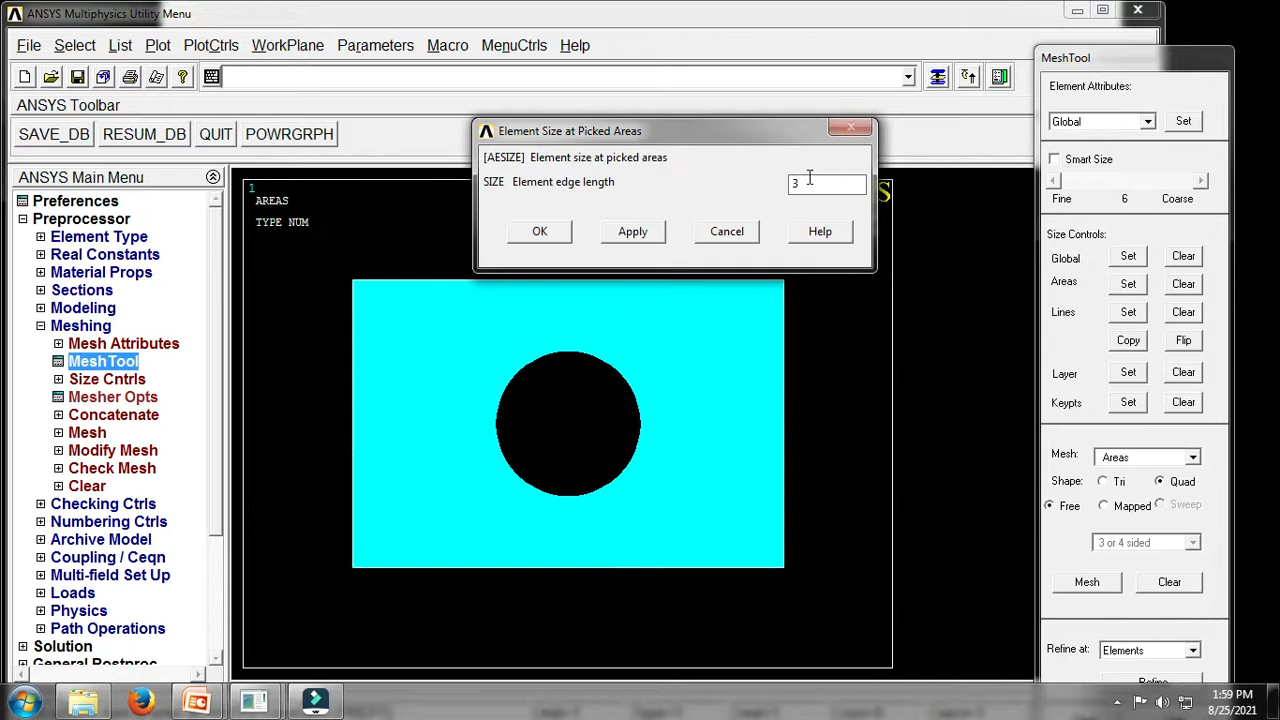 ANSYS Multiphysics Utility Menu
File Select List Plot PlotCtrls WorkPlane Parameters Macro MenuCtrls Help
ANSYS Toolbar
SAVE_DB RESUM_DB QUIT POWRGRPH
ANSYS Main Menu
Preferences
Preprocessor
Element Type
Real Constants
Material Props
Sections
Modeling
Meshing
Mesh Attributes
MeshTool
Size Cntrls
Mesher Opts
Concatenate
Mesh
Modify Mesh
Check Mesh
Clear
Checking Ctrls
Numbering Ctrls
Archive Model
Coupling / Ceqn
Multi-field Set Up
Loads
Physics
Path Operations
Solution
General Postproc
1
AREAS
TYPE NUM
S
Element Size at Picked Areas
[AESIZE] Element size at picked areas
SIZE Element edge length 3
OK Apply Cancel Help
MeshTool
Element Attributes:
Global Set
Smart Size
Fine 6 Coarse
Size Controls:
Global Set Clear
Areas Set Clear
Lines Set Clear
Copy Flip
Layer Set Clear
Keypts Set Clear
Mesh: Areas
Shape: Tri Quad
Free Mapped Sweep
3 or 4 sided
Mesh Clear
Refine at: Elements
Refine
1:59 PM
8/25/2021